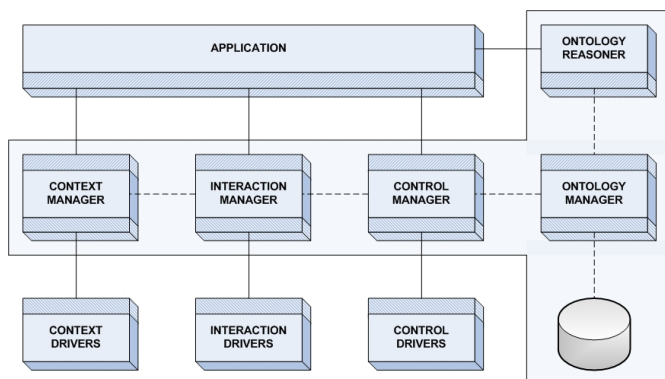 APPLICATION
ONTOLOGY
REASONER
CONTEXT
MANAGER
INTERACTION
MANAGER
CONTROL
MANAGER
ONTOLOGY
MANAGER
CONTEXT
DRIVERS
INTERACTION
DRIVERS
CONTROL
DRIVERS